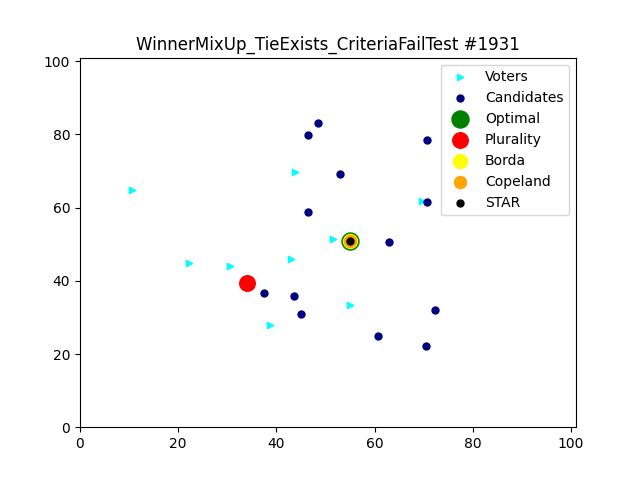 WinnerMixUp_TieExists_CriteriaFailTest #1931
Voters
Candidates
Optimal
Plurality
Borda
Copeland
STAR
100
80
60
40
20
0
0 20 40 60 80 100